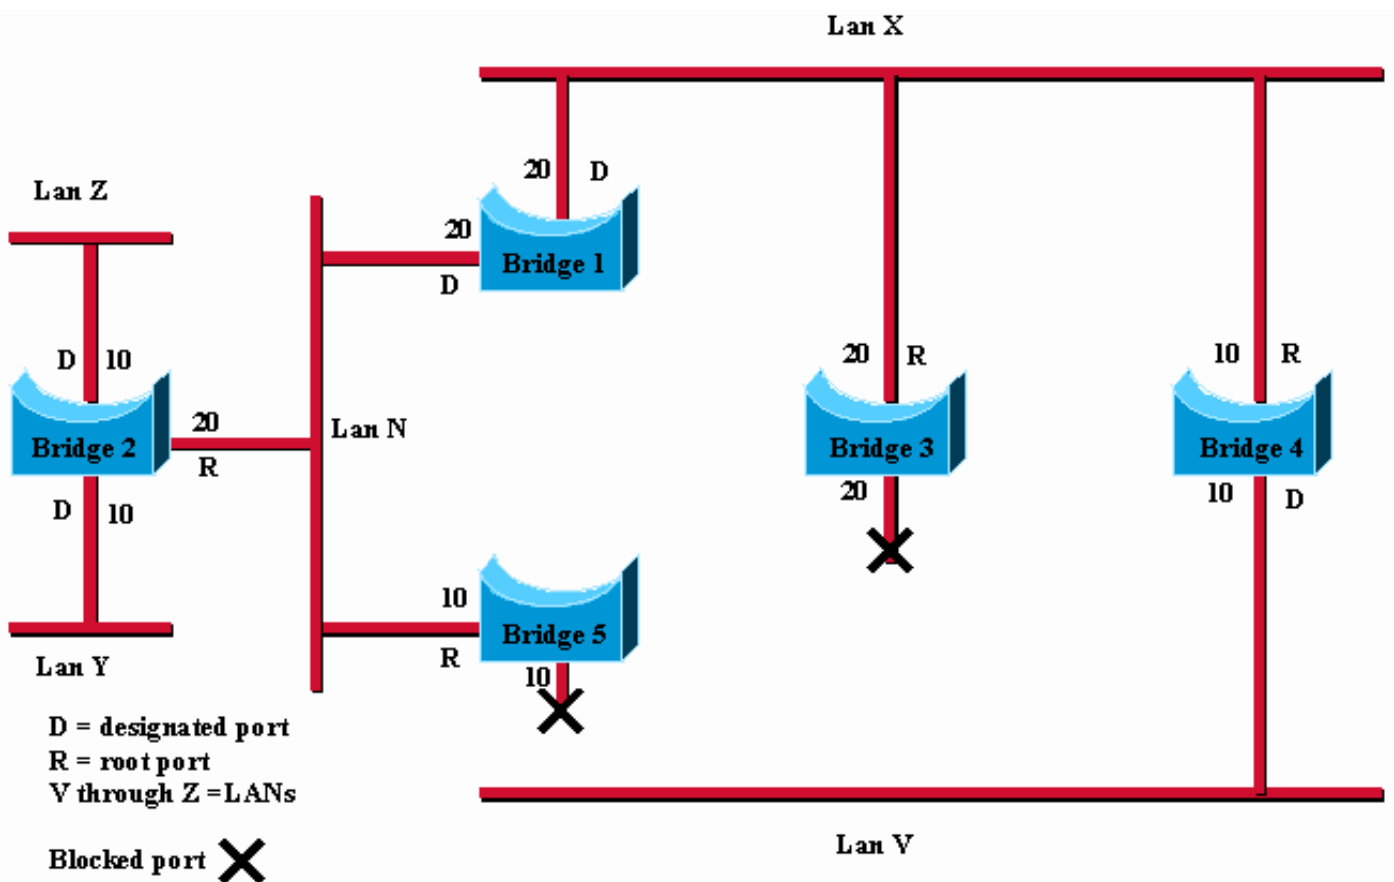 Lan X
20 D
Lan Z
20
Bridge 1
D
D 10
20 R
10 R
20
Lan N
Bridge 2
Bridge 3
Bridge 4
R
20
10 D
D 10
10
Bridge 5
R
10
Lan Y
D = designated port
R = root port
V through Z =LANs
Lan V
Blocked port